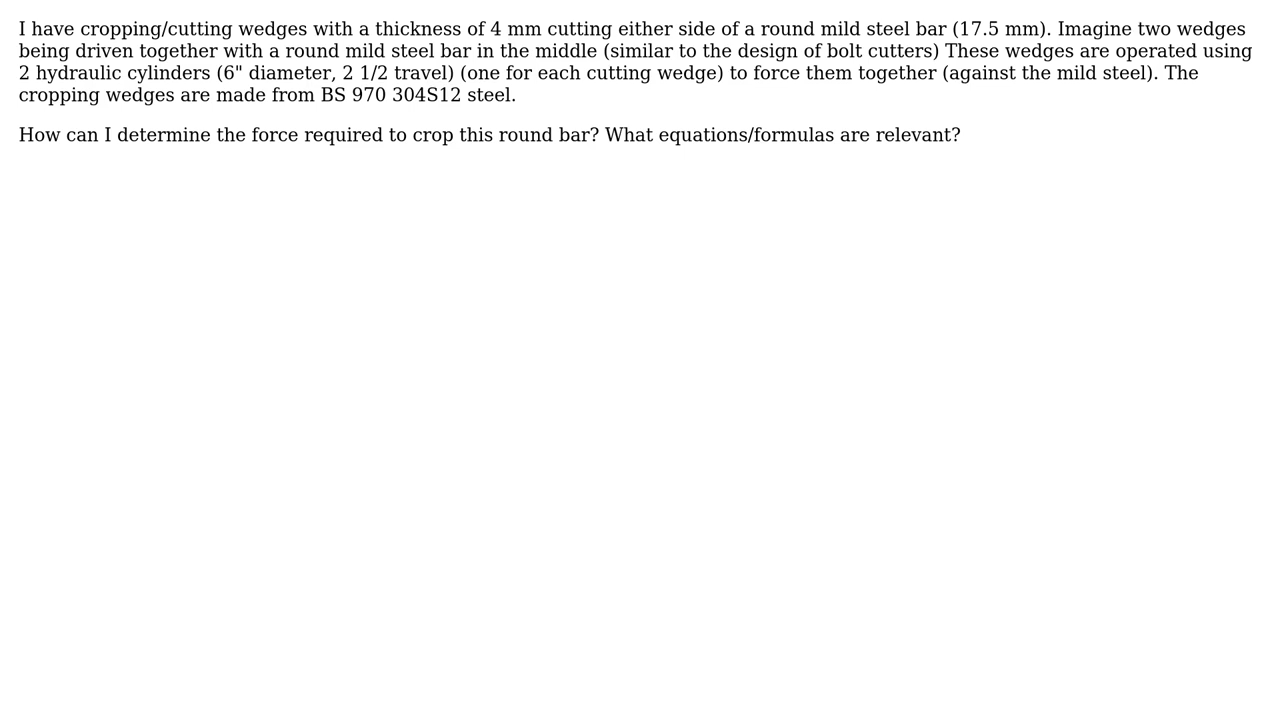 I have cropping/cutting wedges with a thickness of 4 mm cutting either side of a round mild steel bar (17.5 mm). Imagine two wedges
being driven together with a round mild steel bar in the middle (similar to the design of bolt cutters) These wedges are operated using
2 hydraulic cylinders (6" diameter, 2 1/2 travel) (one for each cutting wedge) to force them together (against the mild steel). The
cropping wedges are made from BS 970 304S12 steel.
How can I determine the force required to crop this round bar? What equations/formulas are relevant?